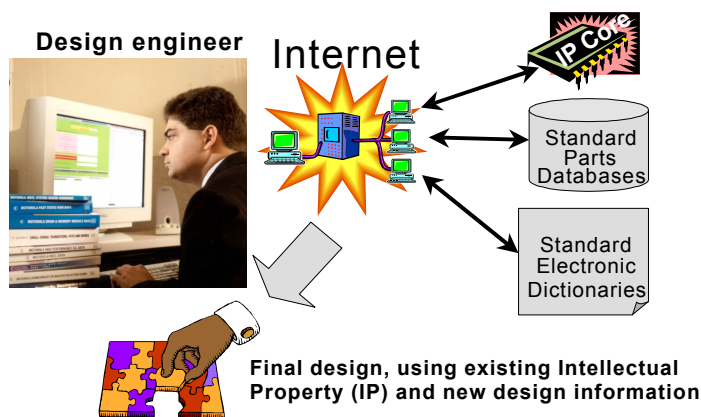 Design engineer
Internet
IP Core
Standard
Parts
Databases
Standard
Electronic
Dictionaries
Final design, using existing Intellectual
Property (IP) and new design information